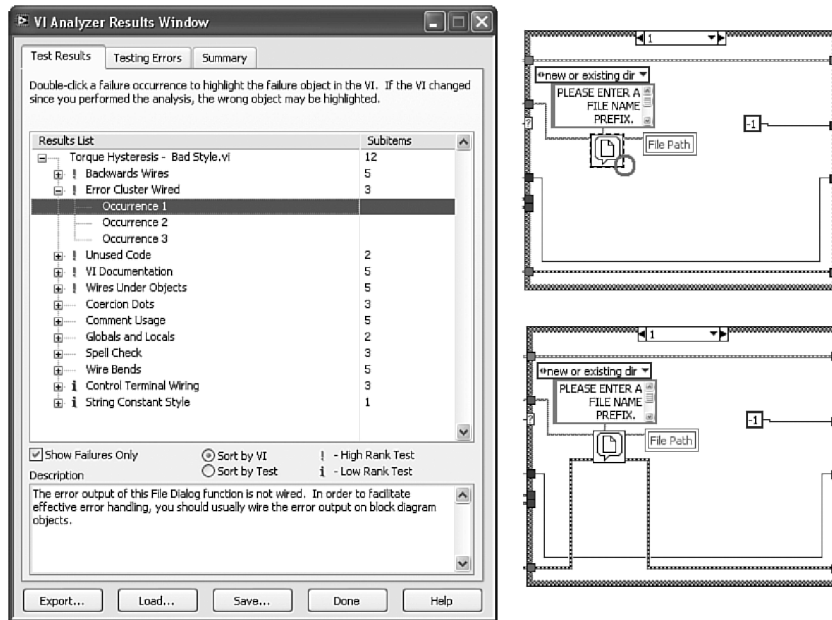 VI Analyzer Results Window
Test Results Testing Errors Summary
Double-click a failure occurrence to highlight the failure object in the VI. If the VI changed
since you performed the analysis, the wrong object may be highlighted.
Results List Subitems
Torque Hysteresis - Bad Style.vi 12
! Backwards Wires 5
! Error Cluster Wired 3
Occurrence 1
Occurrence 2
Occurrence 3
! Unused Code 2
! VI Documentation 5
! Wires Under Objects 5
Coercion Dots 3
Comment Usage 5
Globals and Locals 2
Spell Check 3
Wire Bends 5
i Control Terminal Wiring 3
i String Constant Style 1
Show Failures Only
Sort by VI
Sort by Test
! - High Rank Test
i - Low Rank Test
Description
The error output of this File Dialog function is not wired. In order to facilitate
effective error handling, you should usually wire the error output on block diagram
objects.
Export... Load... Save... Done Help
1
new or existing dir
PLEASE ENTER A
FILE NAME
PREFIX.
?
File Path
-1
1
new or existing dir
PLEASE ENTER A
FILE NAME
PREFIX.
?
File Path
-1